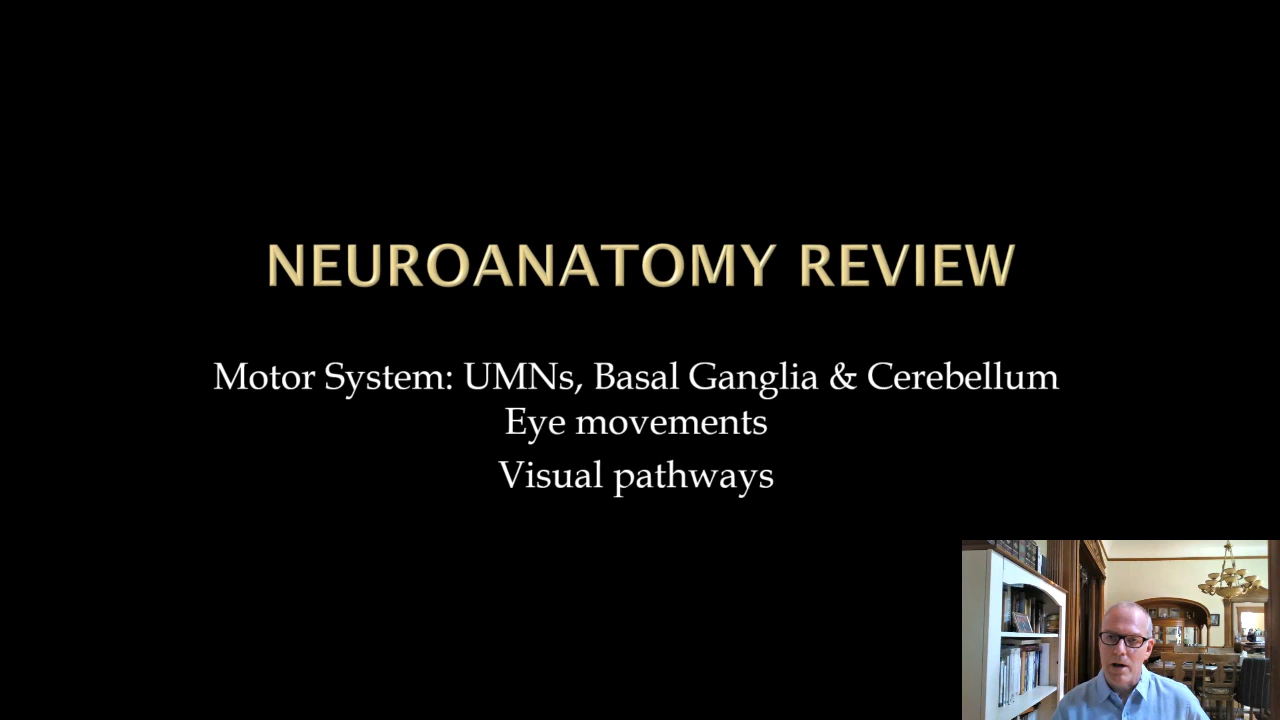 NEUROANATOMY REVIEW
Motor System: UMNs, Basal Ganglia & Cerebellum
Eye movements
Visual pathways